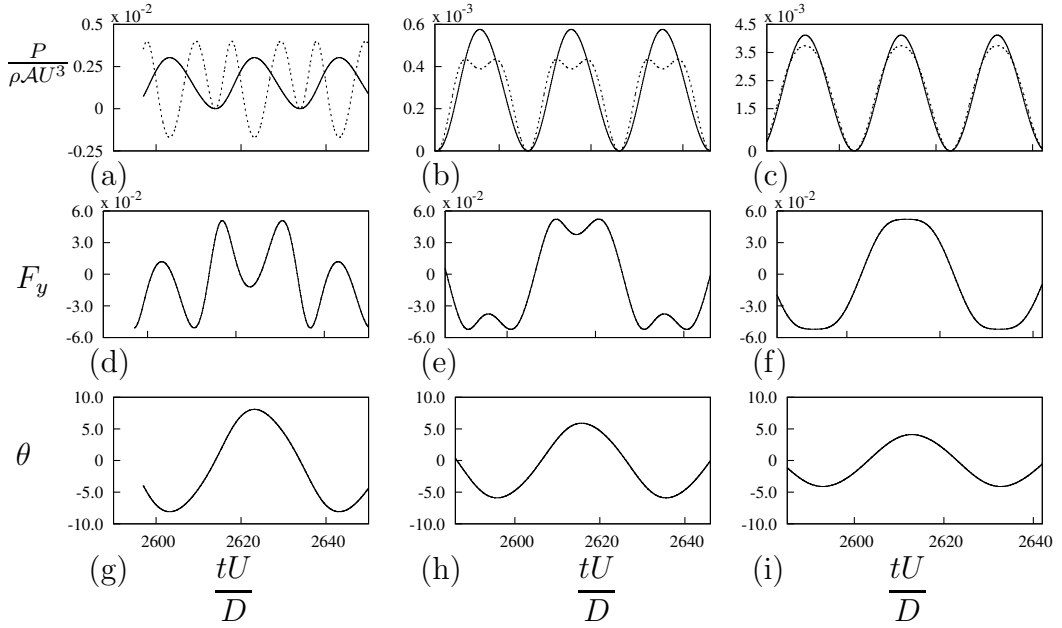 x 10^-2 x 10^-3 x 10^-3
P/ρAU^3
0.5 0.25 0 -0.25
0.6 0.4 0.2 0
4.5 3.5 1.5 0
(a) (b) (c)
x 10^-2 x 10^-2 x 10^-2
F_y
6.0 3.0 0 -3.0 -6.0
6.0 3.0 0 -3.0 -6.0
6.0 3.0 0 -3.0 -6.0
2600 2620 2640
(d) (e) (f)
θ
10.0 5.0 0 -5.0 -10.0
10.0 5.0 0 -5.0 -10.0
10.0 5.0 0 -5.0 -10.0
2600 2620 2640
2600 2620 2640
2600 2620 2640
(g) tU/D (h) tU/D (i) tU/D